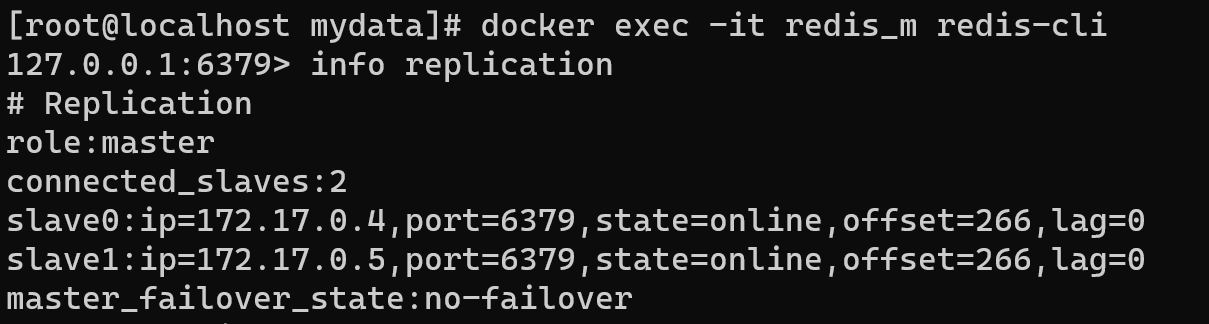 [root@localhost mydata]# docker exec -it redis_m redis-cli
127.0.0.1:6379> info replication
# Replication
role:master
connected_slaves:2
slave0:ip=172.17.0.4,port=6379,state=online,offset=266,lag=0
slave1:ip=172.17.0.5,port=6379,state=online,offset=266,lag=0
master_failover_state:no-failover